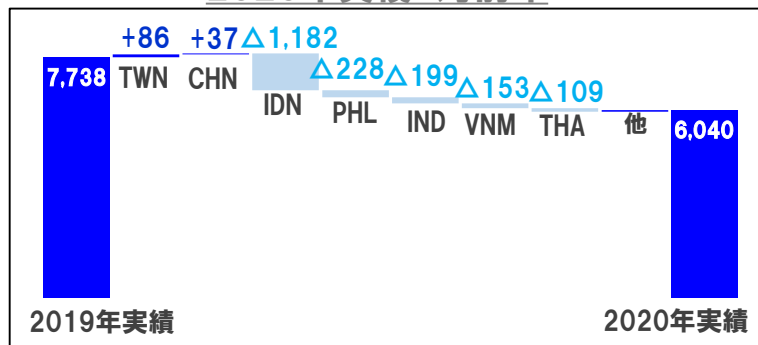 +86
+37
△1,182
7,738
TWN
CHN
△228
△199
△153
△109
IDN
PHL
IND
VNM
THA
他
6,040
2019年実績
2020年実績